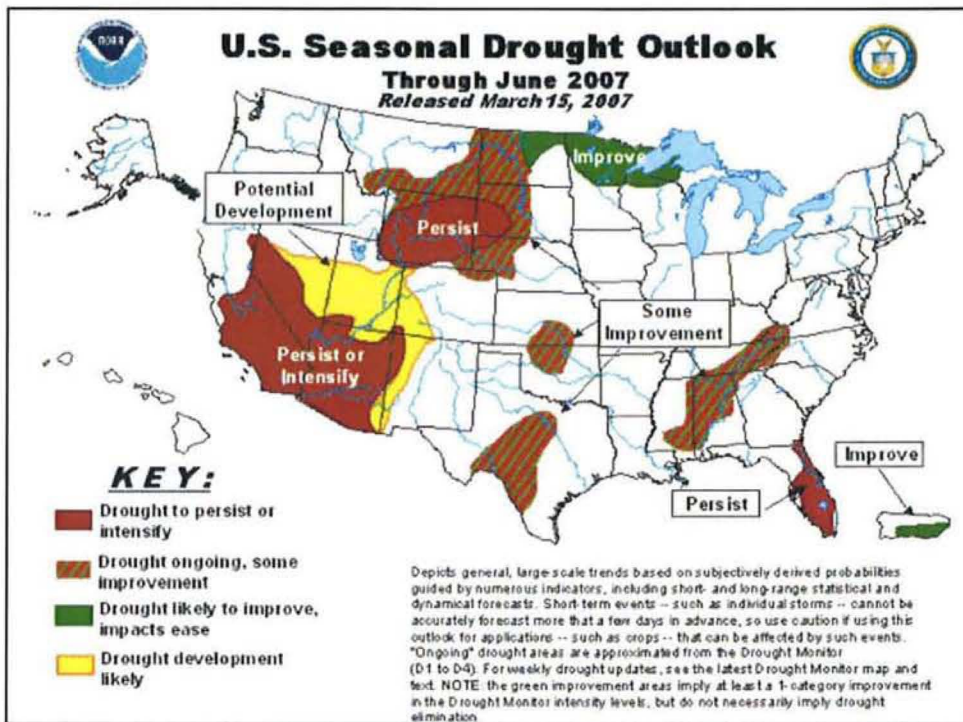 NOAA
U.S. Seasonal Drought Outlook
Through June 2007
Released March 15, 2007
Improve
Potential
Development
Persist
Some
Improvement
Persist or
Intensify
Improve
Persist
KEY:
Drought to persist or
intensify
Drought ongoing, some
improvement
Drought likely to improve,
impacts ease
Drought development
likely
Depicts general, large-scale trends based on subjectively derived probabilities
guided by numerous indicators, including short- and long-range statistical and
dynamical forecasts. Short-term events -- such as individual storms -- cannot be
accurately forecast more that a few days in advance, so use caution if using this
outlook for applications -- such as crops -- that can be affected by such events.
"Ongoing" drought areas are approximated from the Drought Monitor
(D1 to D4). For weekly drought updates, see the latest Drought Monitor map and
text. NOTE: the green improvement areas imply at least a 1-category improvement
in the Drought Monitor intensity levels, but do not necessarily imply drought
elimination